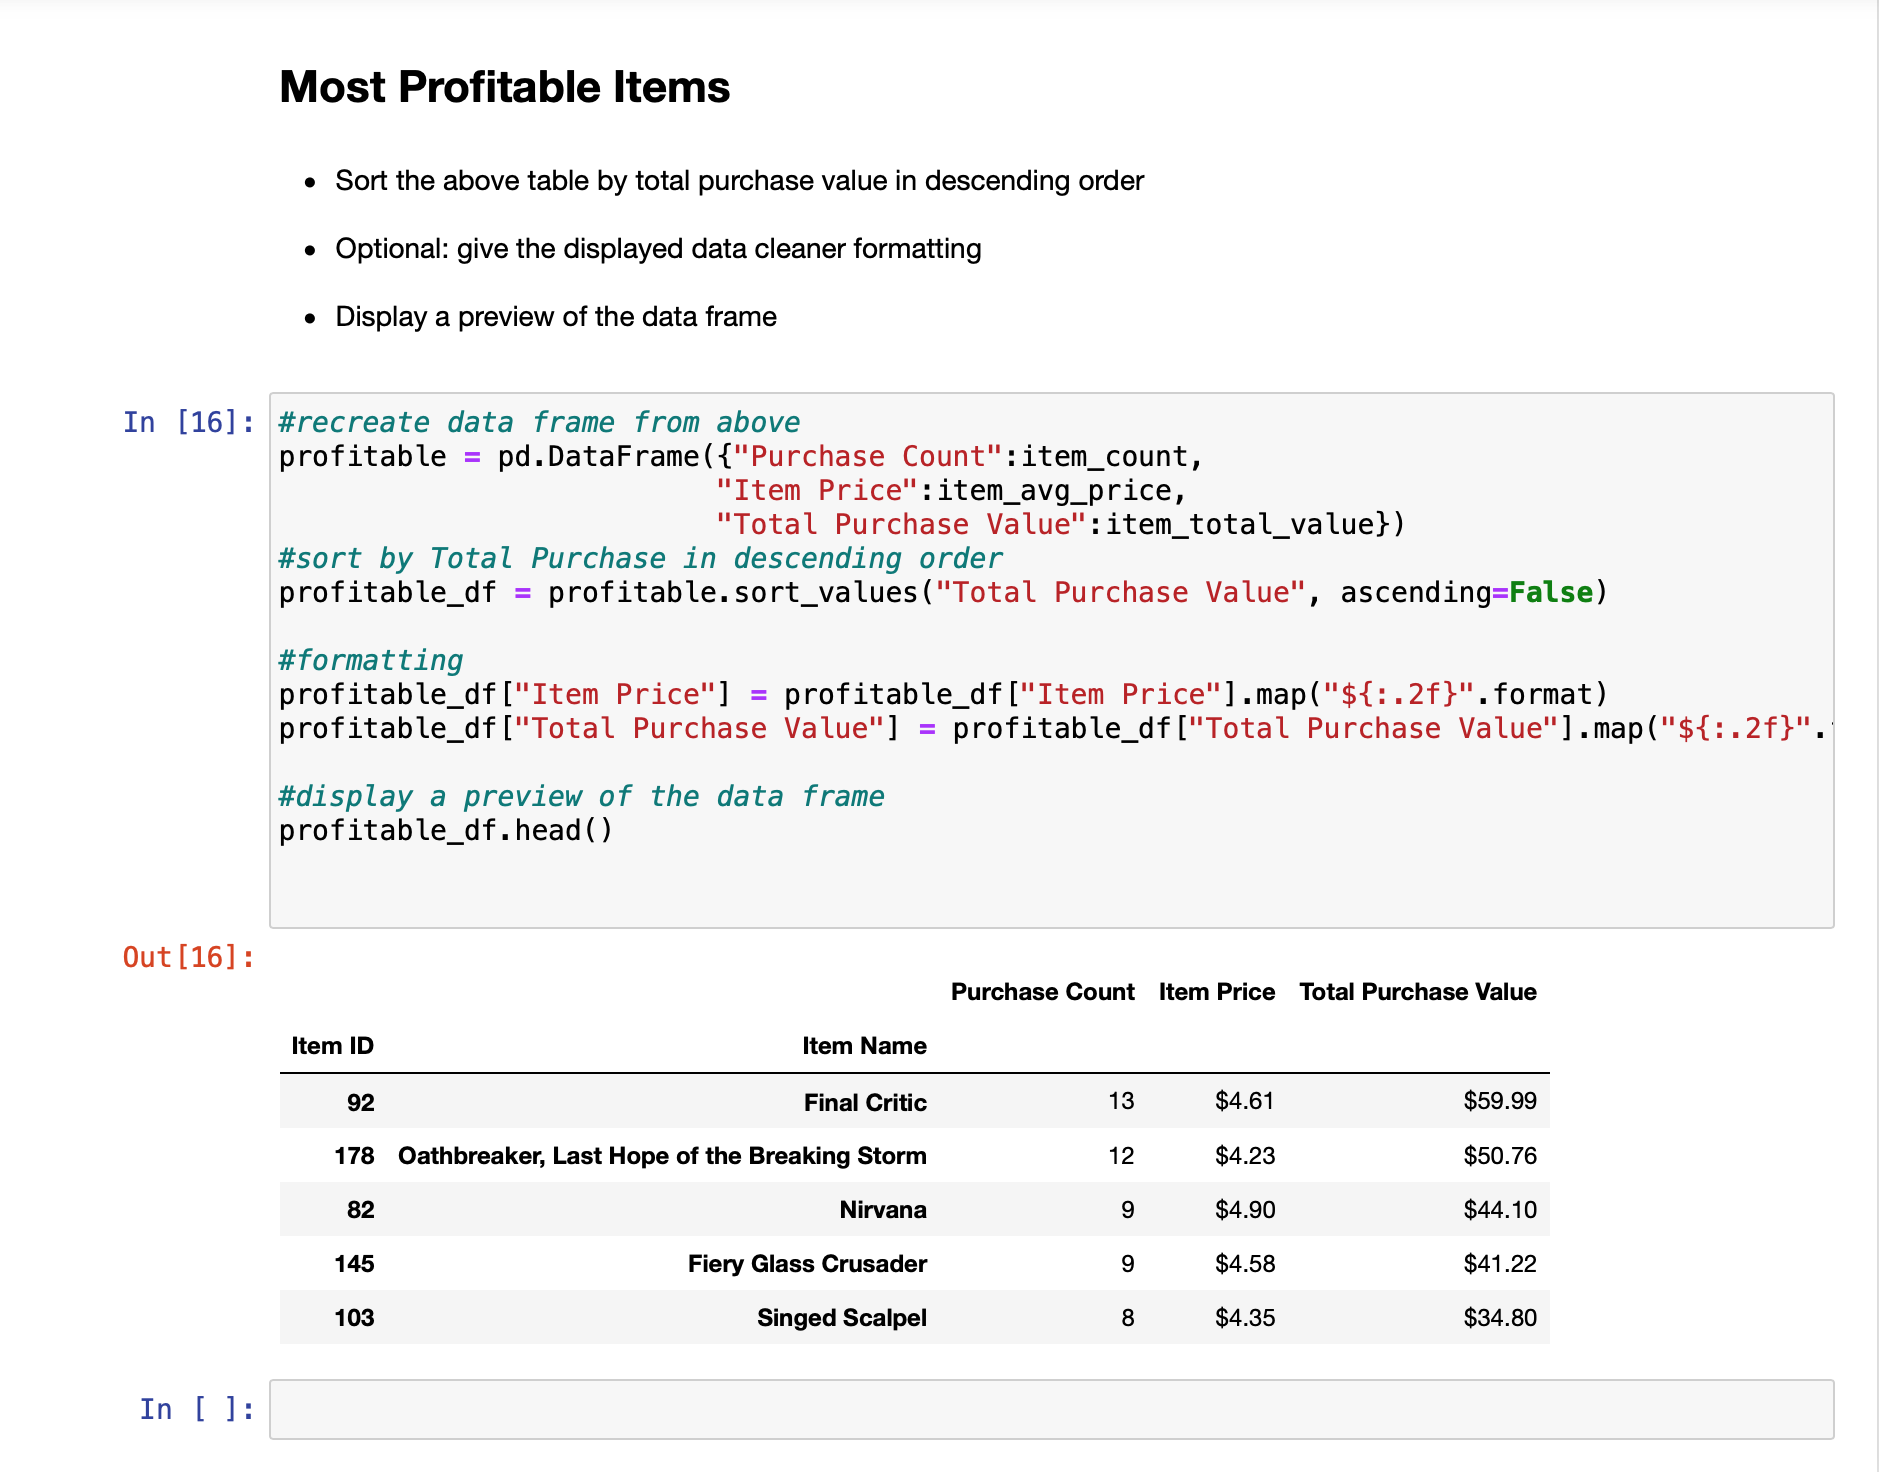 Most Profitable Items
• Sort the above table by total purchase value in descending order
• Optional: give the displayed data cleaner formatting
• Display a preview of the data frame
In [16]: #recreate data frame from above
profitable = pd.DataFrame({"Purchase Count":item_count,
                          "Item Price":item_avg_price,
                          "Total Purchase Value":item_total_value})
#sort by Total Purchase in descending order
profitable_df = profitable.sort_values("Total Purchase Value", ascending=False)
#formatting
profitable_df["Item Price"] = profitable_df["Item Price"].map("${:.2f}".format)
profitable_df["Total Purchase Value"] = profitable_df["Total Purchase Value"].map("${:.2f}".
#display a preview of the data frame
profitable_df.head()
Out[16]:
Purchase Count Item Price Total Purchase Value
Item ID Item Name
92 Final Critic 13 $4.61 $59.99
178 Oathbreaker, Last Hope of the Breaking Storm 12 $4.23 $50.76
82 Nirvana 9 $4.90 $44.10
145 Fiery Glass Crusader 9 $4.58 $41.22
103 Singed Scalpel 8 $4.35 $34.80
In [ ]: